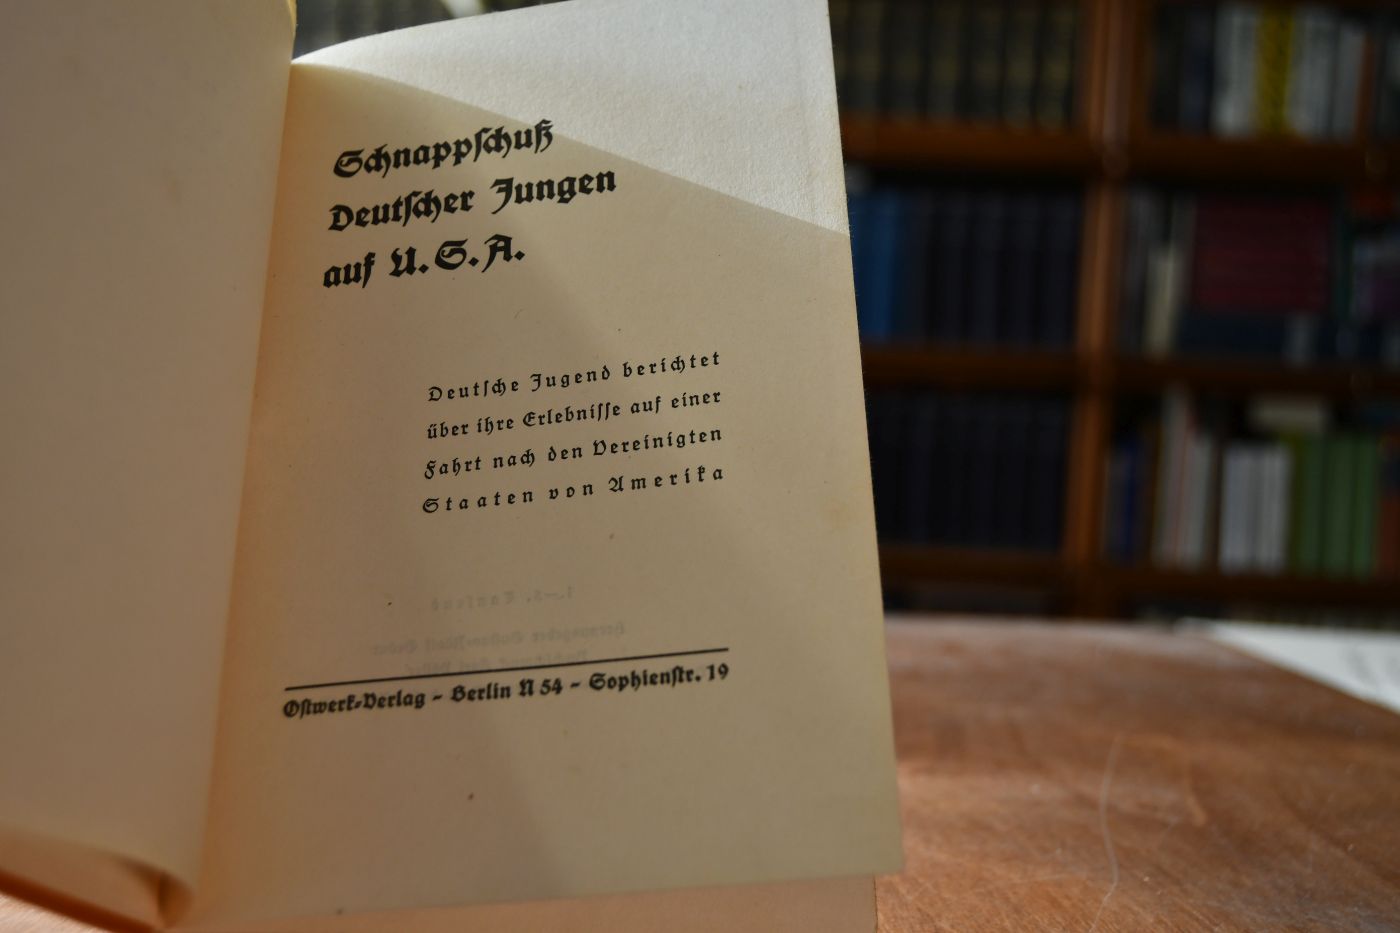 Schnappschuß
Deutscher Jungen
auf U.S.A.
Deutsche Jugend berichtet
über ihre Erlebnisse auf einer
Fahrt nach den Vereinigten
Staaten von Amerika
Ostwerk-Verlag - Berlin N 54 - Sophienstr. 19